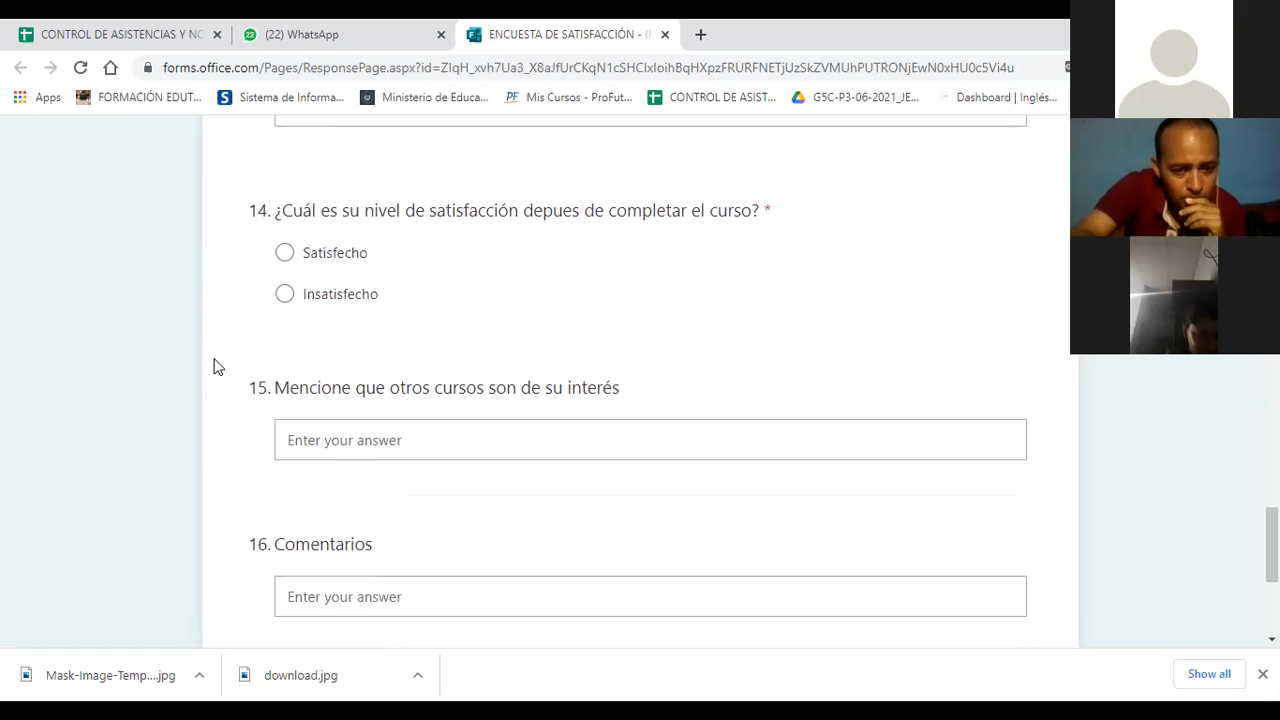 CONTROL DE ASISTENCIAS Y NO
(22) WhatsApp
ENCUESTA DE SATISFACCIÓN - I
forms.office.com/Pages/ResponsePage.aspx?id=ZIqH_xvh7Ua3_X8aJfUrCKqN1cSHCIxIoihBqHXpzFRURFNETjUzSkZVMUhPUTRONjEwN0xHU0c5Vi4u
Apps
FORMACIÓN EDUT...
Sistema de Informa...
Ministerio de Educa...
PF Mis Cursos - ProFut...
CONTROL DE ASIST...
G5C-P3-06-2021_JE...
Dashboard | Inglés...
14. ¿Cuál es su nivel de satisfacción depues de completar el curso? *
Satisfecho
Insatisfecho
15. Mencione que otros cursos son de su interés
Enter your answer
16. Comentarios
Enter your answer
Mask-Image-Temp....jpg
download.jpg
Show all